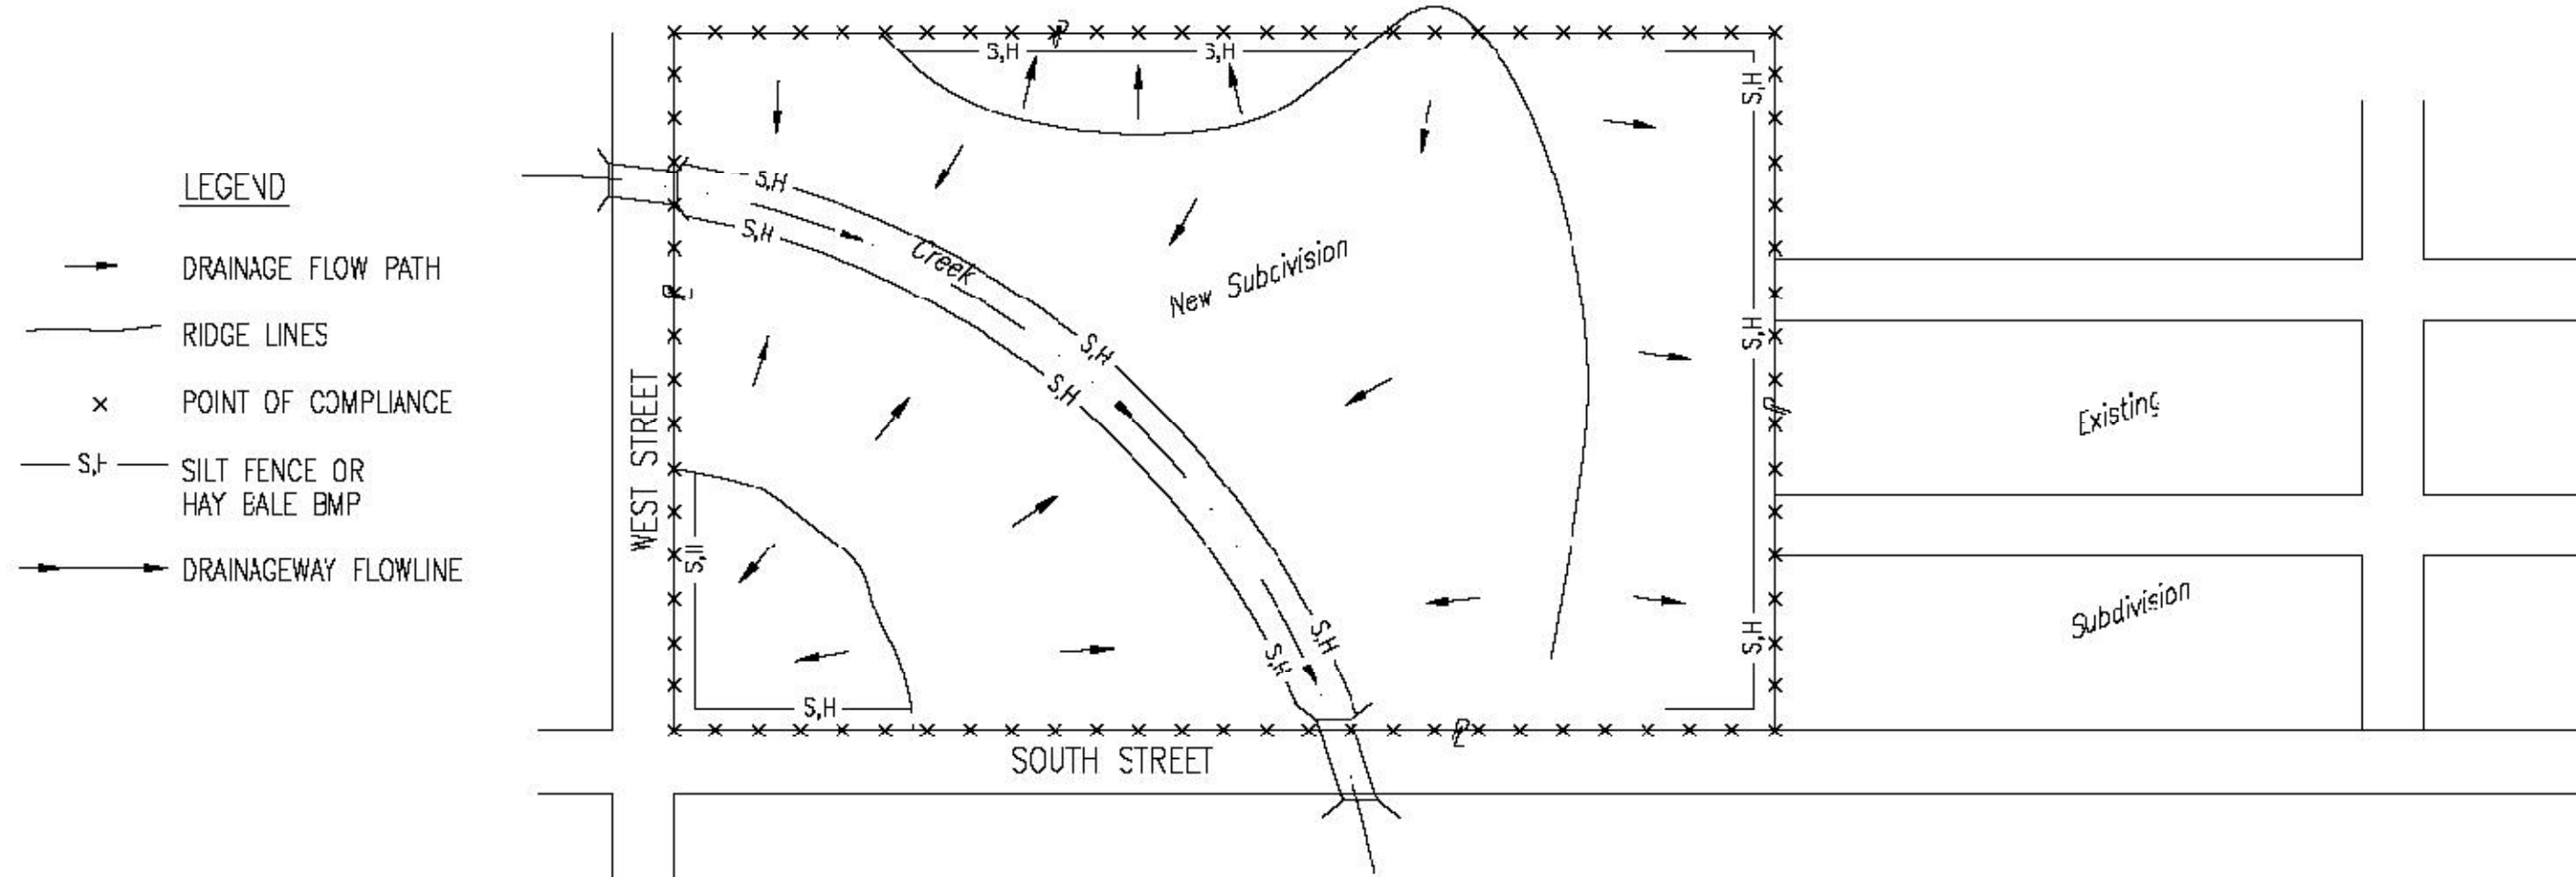 LEGEND
DRAINAGE FLOW PATH
RIDGE LINES
POINT OF COMPLIANCE
S,H
SILT FENCE OR
HAY BALE BMP
DRAINAGEWAY FLOWLINE
S,H
S,H
S,H
S,H
S,H
Creek
New Subdivision
S,H
S,H
S,H
WEST STREET
Existing
S,H
S,H
S,H
S,H
S,H
S,H
Subdivision
SOUTH STREET